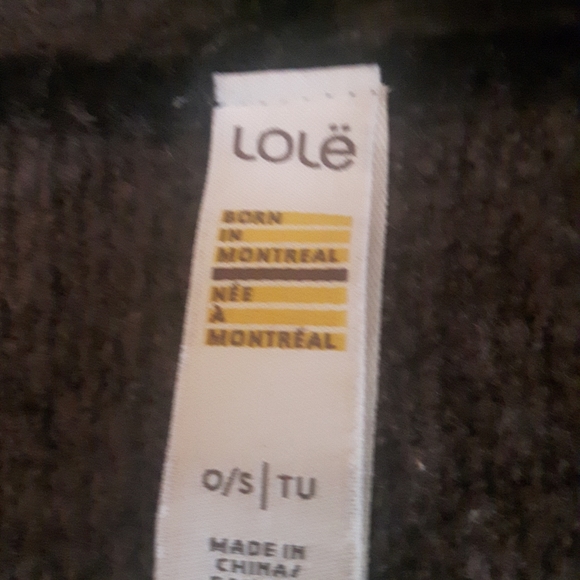 Lolë
BORN
IN
MONTREAL
NÉE
À
MONTRÉAL
O/S | TU
MADE IN
CHINA/